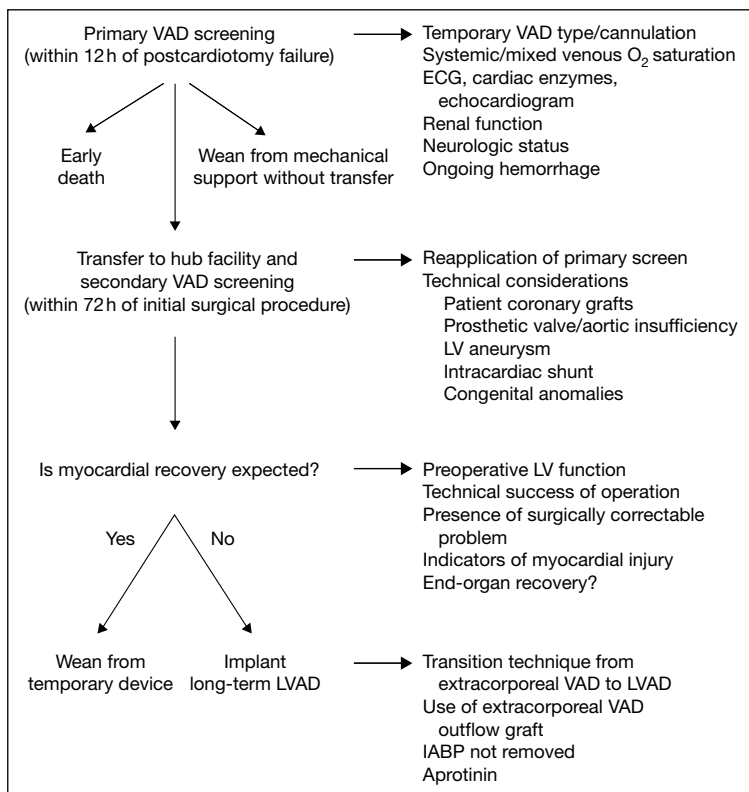 Primary VAD screening
(within 12 h of postcardiotomy failure)
Temporary VAD type/cannulation
Systemic/mixed venous O₂ saturation
ECG, cardiac enzymes,
echocardiogram
Renal function
Neurologic status
Ongoing hemorrhage
Early
death
Wean from mechanical
support without transfer
Transfer to hub facility and
secondary VAD screening
(within 72 h of initial surgical procedure)
Reapplication of primary screen
Technical considerations
Patient coronary grafts
Prosthetic valve/aortic insufficiency
LV aneurysm
Intracardiac shunt
Congenital anomalies
Is myocardial recovery expected?
Preoperative LV function
Technical success of operation
Presence of surgically correctable
problem
Indicators of myocardial injury
End-organ recovery?
Yes
No
Wean from
temporary device
Implant
long-term LVAD
Transition technique from
extracorporeal VAD to LVAD
Use of extracorporeal VAD
outflow graft
IABP not removed
Aprotinin